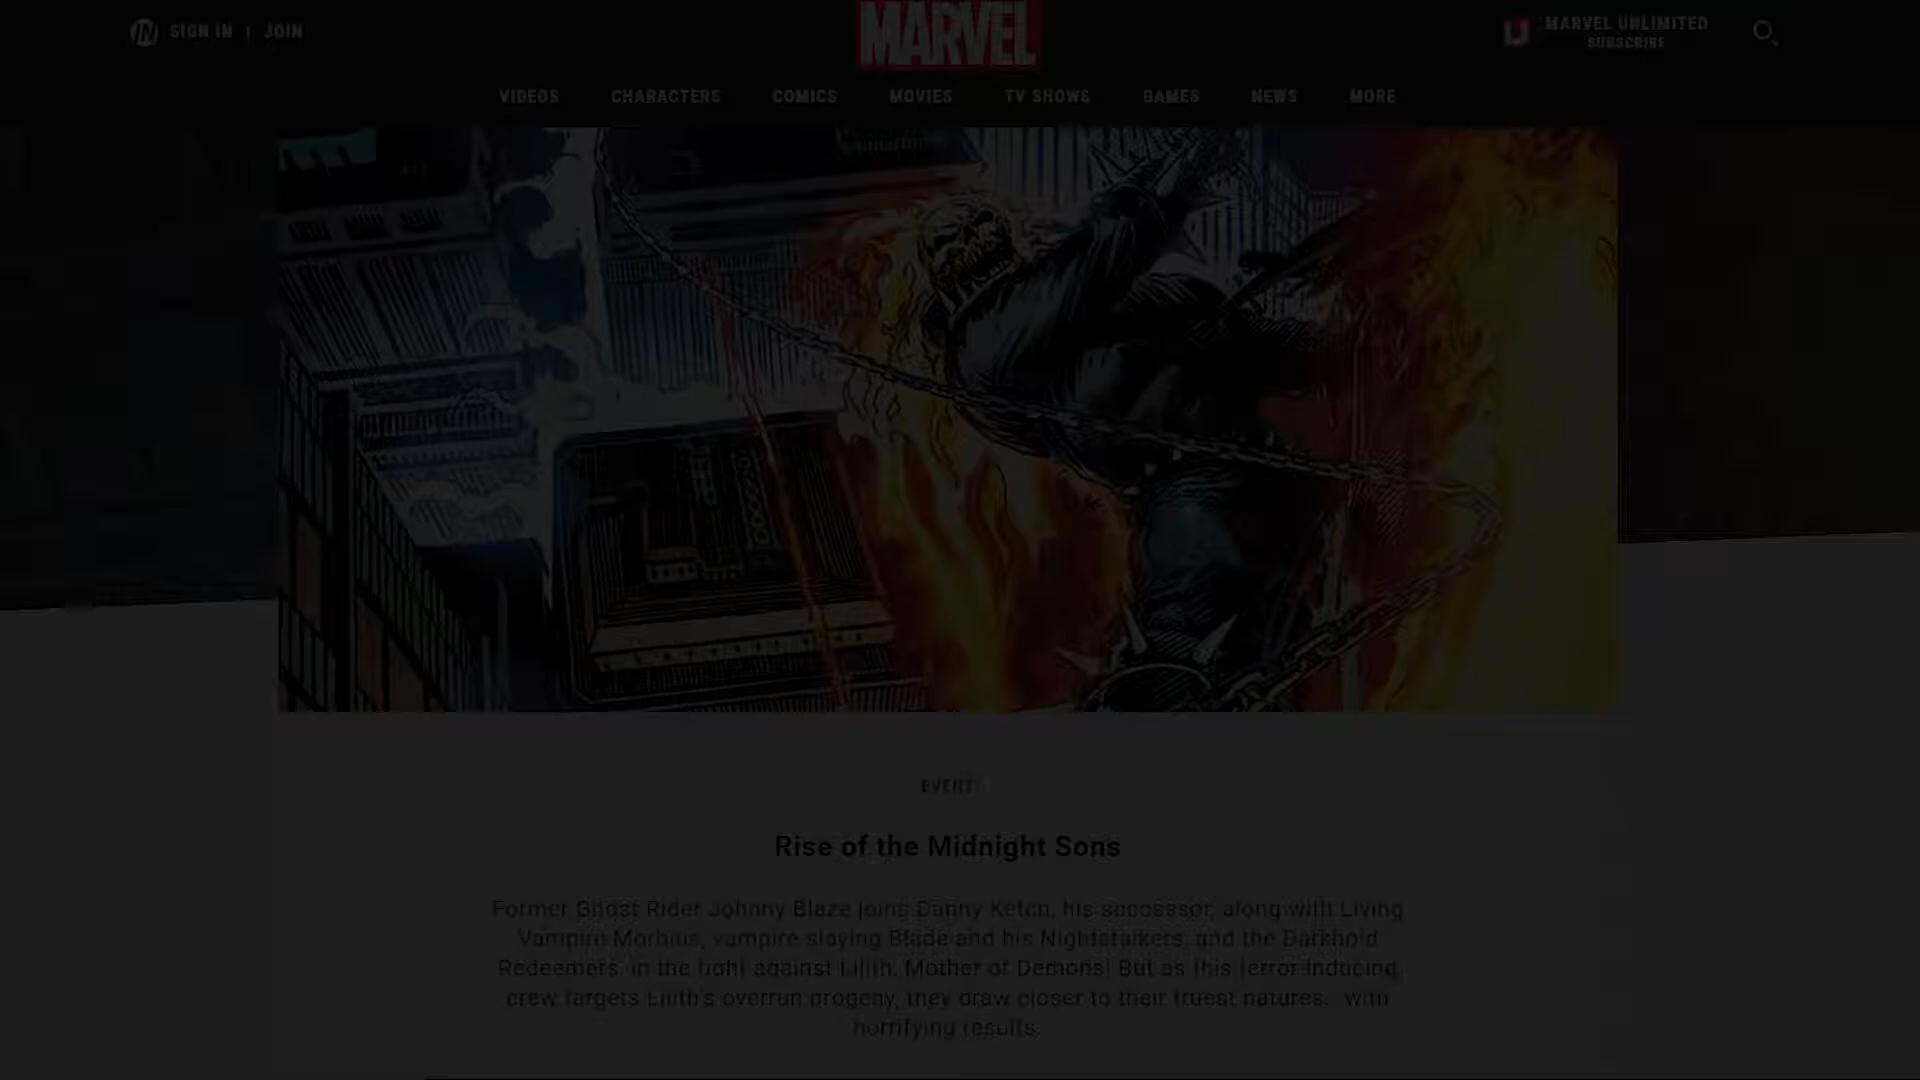 SIGN IN | JOIN
MARVEL
MARVEL UNLIMITED
SUBSCRIBE
VIDEOS CHARACTERS COMICS MOVIES TV SHOWS GAMES NEWS MORE
EVENT
Rise of the Midnight Sons
Former Ghost Rider Johnny Blaze joins Danny Ketch, his successor, along with Living
Vampire Morbius, vampire slaying Blade and his Nightstalkers, and the Darkhold
Redeemers, in the fight against Lilith, Mother of Demons! But as this terror-inducing
crew targets Lilith's overrun progeny, they draw closer to their truest natures... with
horrifying results.